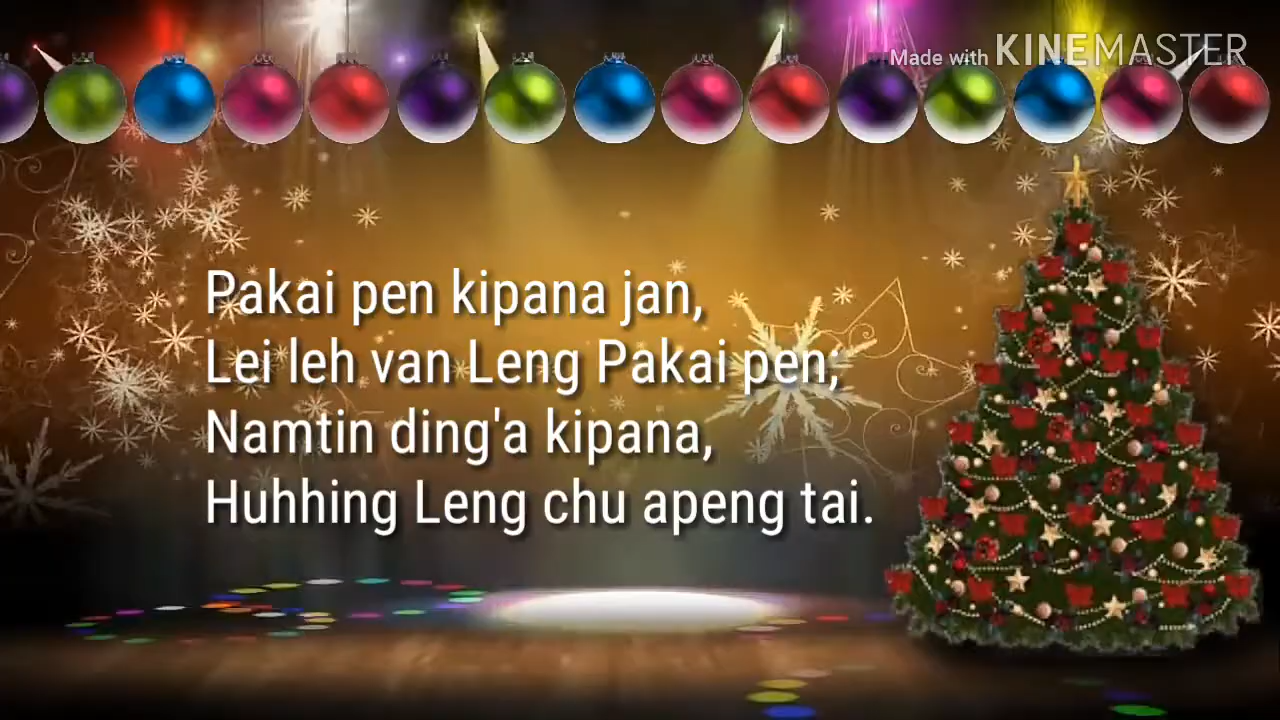 Made with KINEMASTER
Pakai pen kipana jan,
Lei leh van Leng Pakai pen;
Namtin ding'a kipana,
Huhhing Leng chu apeng tai.